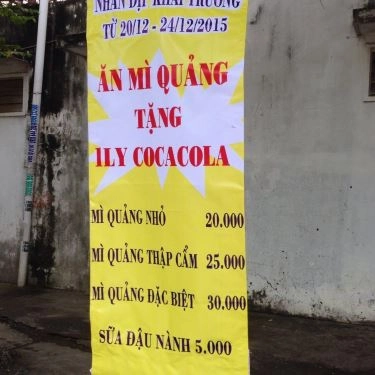 NHÂN DỊP KHAI TRƯƠNG
TỪ 20/12 - 24/12/2015
ĂN MÌ QUẢNG
TẶNG
1LY COCACOLA
MÌ QUẢNG NHỎ 20.000
MÌ QUẢNG THẬP CẨM 25.000
MÌ QUẢNG ĐẶC BIỆT 30.000
SỮA ĐẬU NÀNH 5.000